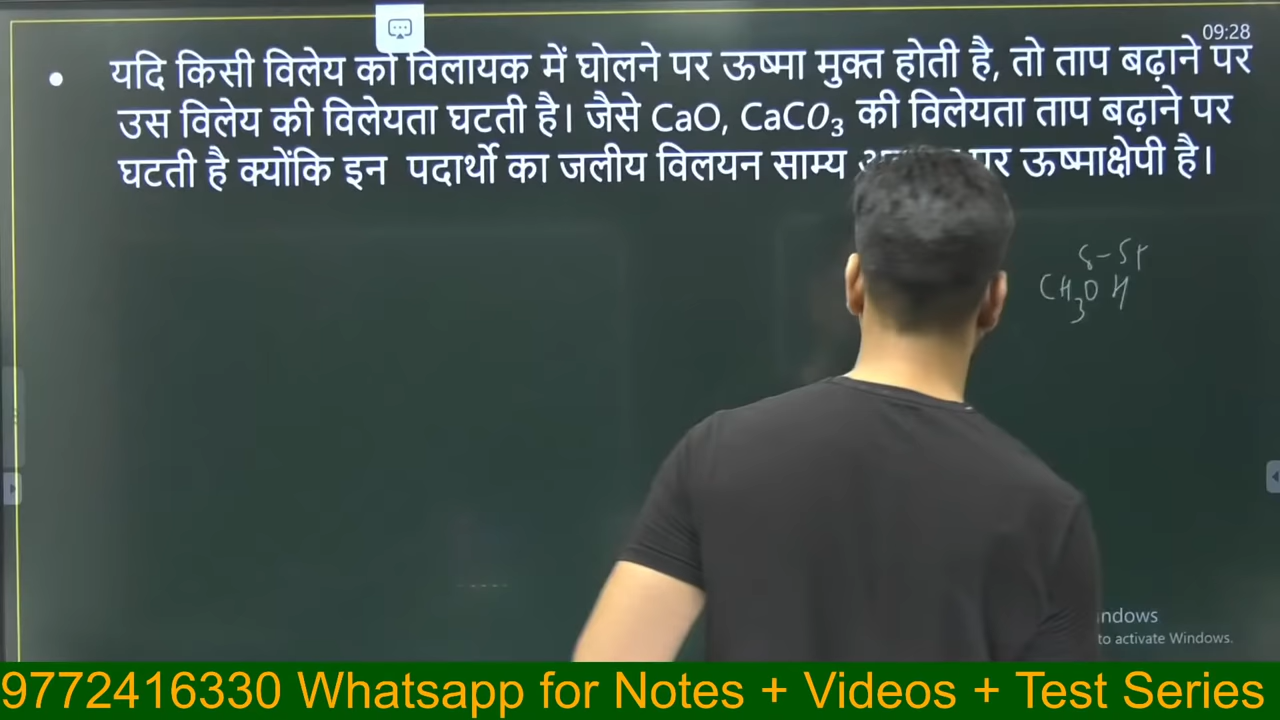 09:28
• यदि किसी विलेय को विलायक में घोलने पर ऊष्मा मुक्त होती है, तो ताप बढ़ाने पर
उस विलेय की विलेयता घटती है। जैसे CaO, CaCO₃ की विलेयता ताप बढ़ाने पर
घटती है क्योंकि इन पदार्थो का जलीय विलयन साम्य पर ऊष्माक्षेपी है।
CH₃OH
ndows
to activate Windows.
9772416330 Whatsapp for Notes + Videos + Test Series